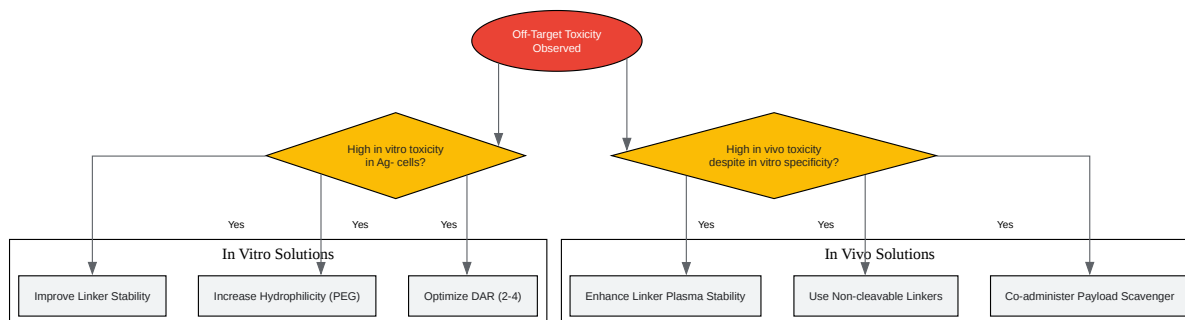 Off-Target Toxicity
Observed
High in vitro toxicity
in Ag- cells?
High in vivo toxicity
despite in vitro specificity?
Yes
Yes
Yes
Yes
Yes
Yes
In Vitro Solutions
In Vivo Solutions
Improve Linker Stability
Increase Hydrophilicity (PEG)
Optimize DAR (2-4)
Enhance Linker Plasma Stability
Use Non-cleavable Linkers
Co-administer Payload Scavenger